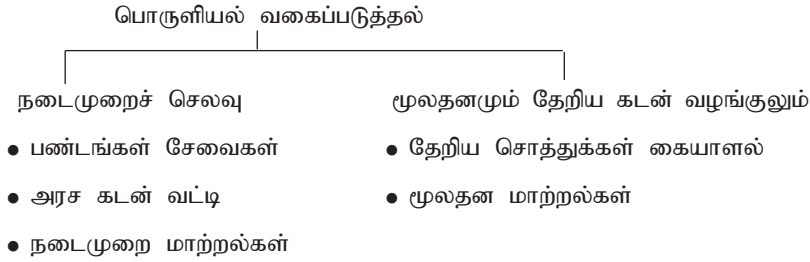 பொருளியல் வகைப்படுத்தல்
நடைமுறைச் செலவு
● பண்டங்கள் சேவைகள்
● அரச கடன் வட்டி
● நடைமுறை மாற்றல்கள்
மூலதனமும் தேறிய கடன் வழங்குலும்
● தேறிய சொத்துக்கள் கையாளல்
● மூலதன மாற்றல்கள்